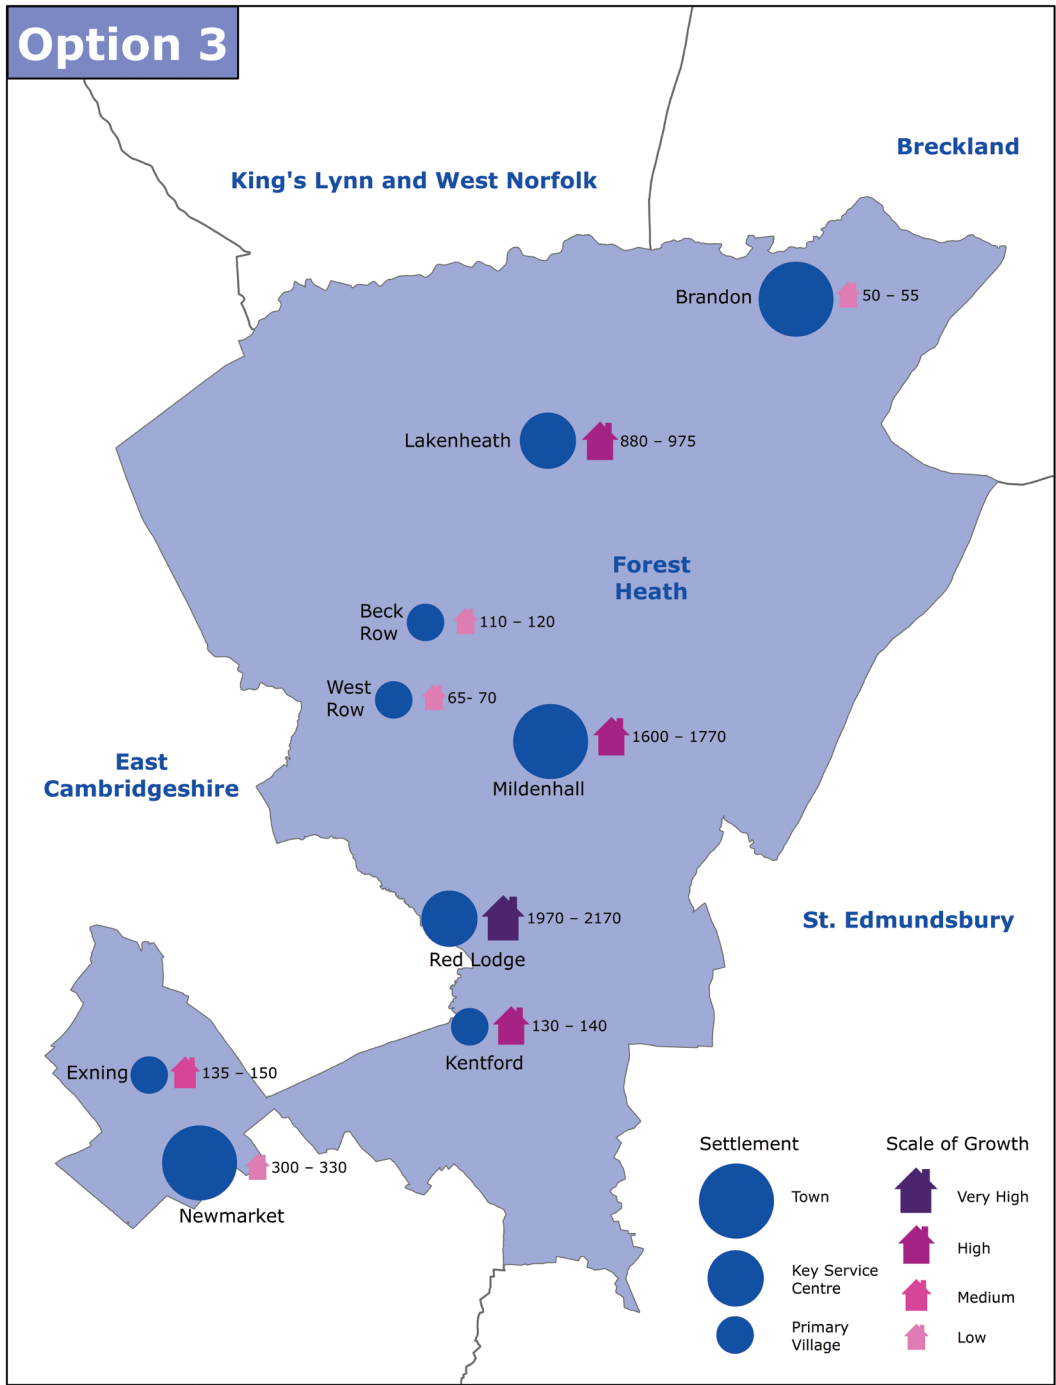 Option 3
Breckland
King's Lynn and West Norfolk
Brandon
50 – 55
Lakenheath
880 – 975
Forest
Heath
Beck
Row
110 – 120
West
Row
65- 70
1600 – 1770
Mildenhall
East
Cambridgeshire
1970 – 2170
Red Lodge
St. Edmundsbury
130 – 140
Kentford
Exning
135 – 150
300 – 330
Newmarket
Settlement
Town
Key Service
Centre
Primary
Village
Scale of Growth
Very High
High
Medium
Low